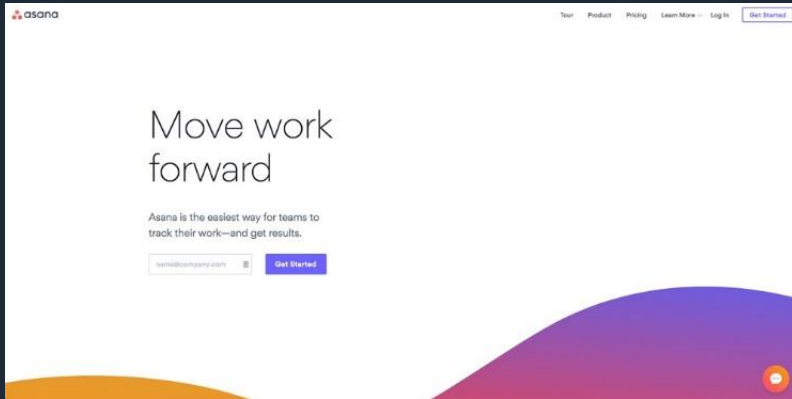 asana
Tour Product Pricing Learn More Log In Get Started
Move work
forward
Asana is the easiest way for teams to
track their work—and get results.
name@company.com Get Started